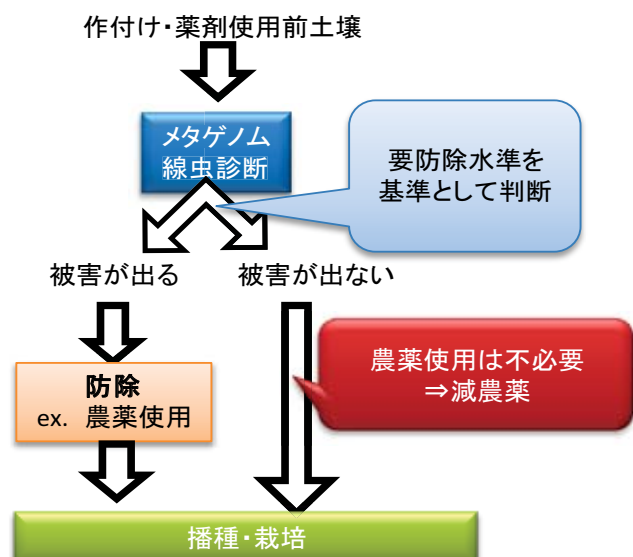 作付け・薬剤使用前土壌
メタゲノム
線虫診断
要防除水準を
基準として判断
被害が出る
被害が出ない
農薬使用は不必要
⇒減農薬
防除
ex. 農薬使用
播種・栽培